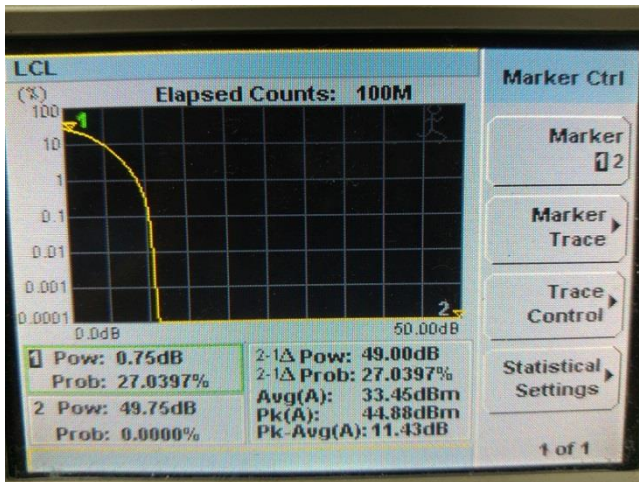 LCL
Marker Ctrl
(%)
Elapsed Counts: 100M
100
1
10
1
0.1
0.01
0.001
0.0001
2
0.0dB
50.00dB
1 Pow: 0.75dB
Prob: 27.0397%
2 Pow: 49.75dB
Prob: 0.0000%
2-1Δ Pow: 49.00dB
2-1Δ Prob: 27.0397%
Avg(A): 33.45dBm
Pk(A): 44.88dBm
Pk-Avg(A): 11.43dB
Marker
1 2
Marker
Trace
Trace
Control
Statistical
Settings
1 of 1